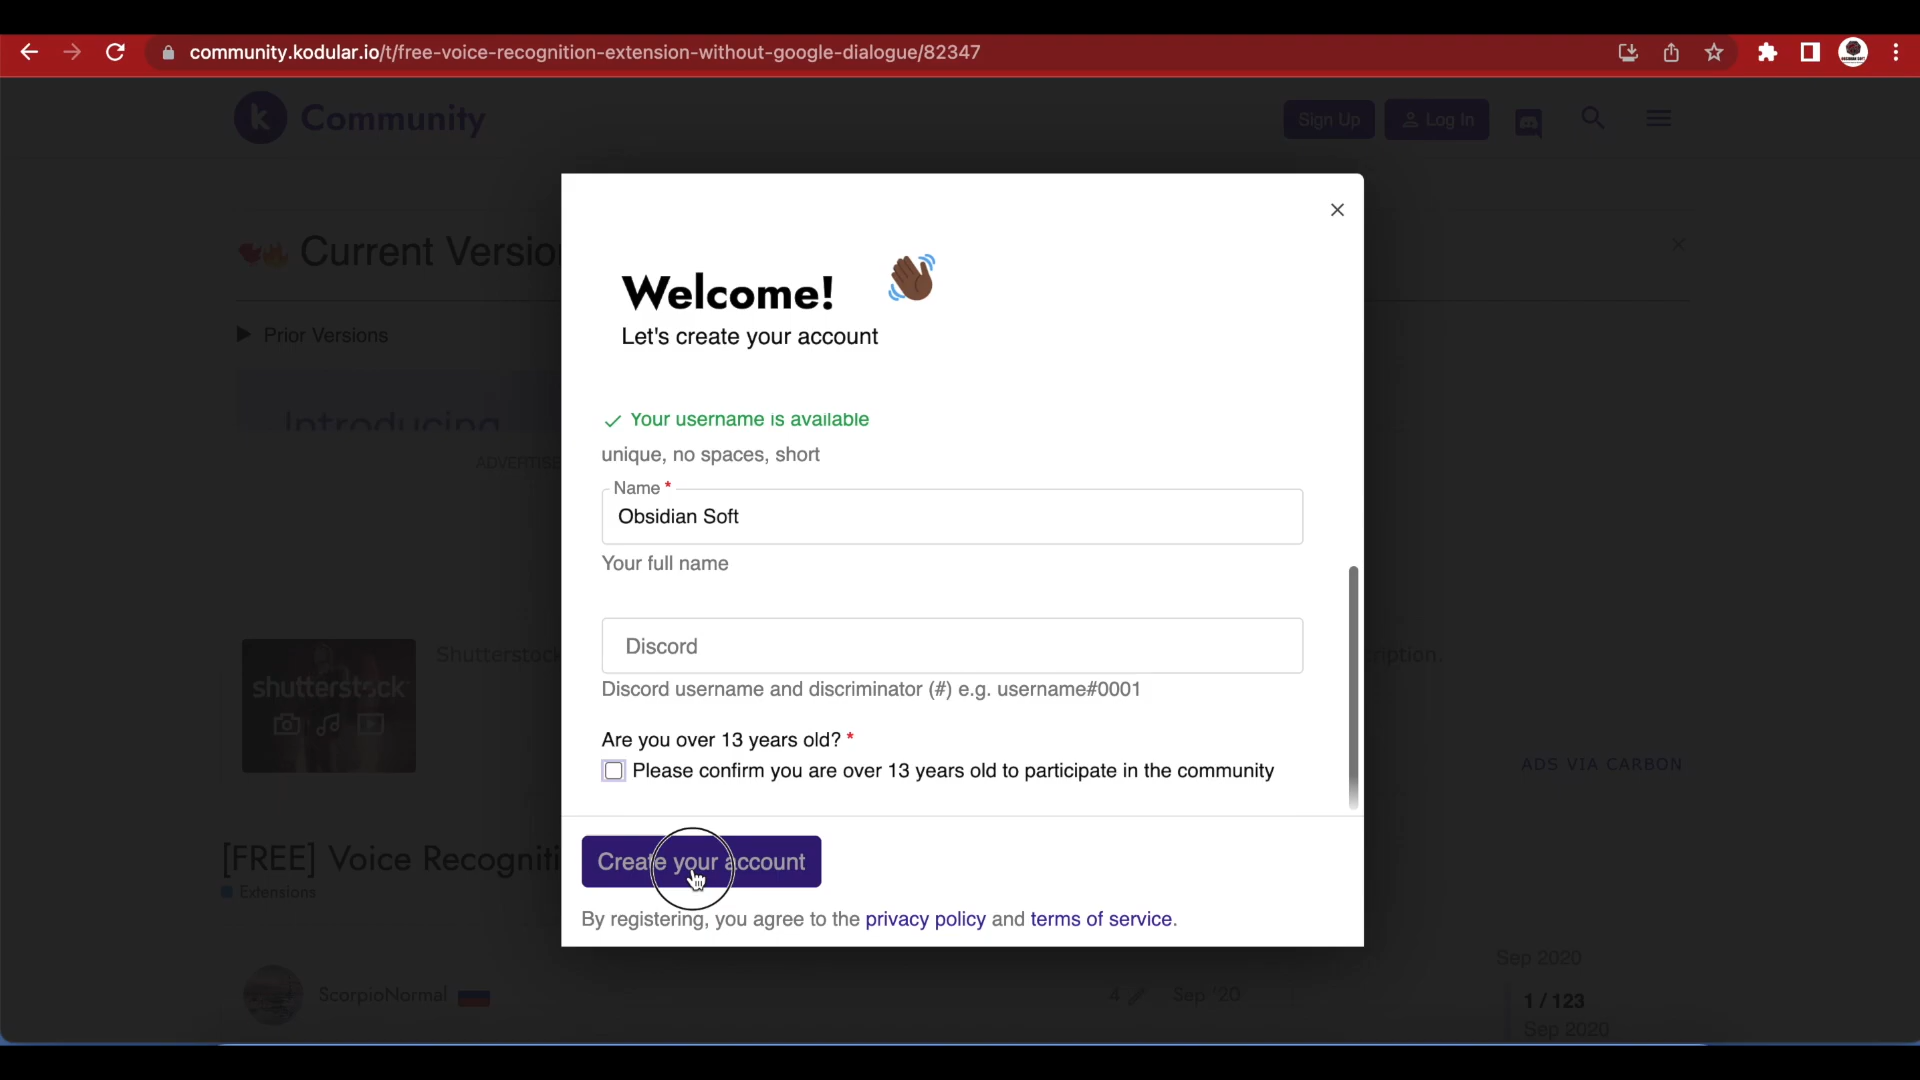 community.kodular.io/t/free-voice-recognition-extension-without-google-dialogue/82347
k Community
Sign Up
Log In
Current Versio
Prior Versions
Introducing
ADVERTISE
Welcome!
Let's create your account
Your username is available
unique, no spaces, short
Name *
Obsidian Soft
Your full name
Discord
Discord username and discriminator (#) e.g. username#0001
Are you over 13 years old? *
Please confirm you are over 13 years old to participate in the community
Create your account
By registering, you agree to the privacy policy and terms of service.
Shutterstock
ription.
shutterstock
ADS VIA CARBON
[FREE] Voice Recogniti
Extensions
ScorpioNormal
4
Sep '20
Sep 2020
1 / 123
Sep 2020